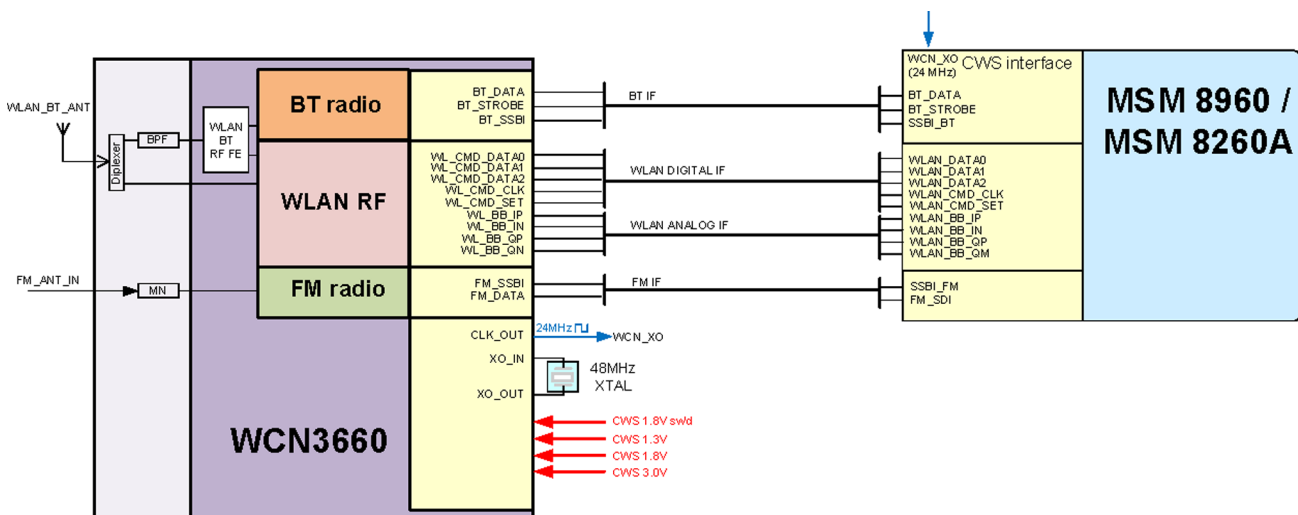 WLAN_BT_ANT
Diplexer
BPF
WLAN
BT
RF FE
FM_ANT_IN
MN
BT radio
WLAN RF
FM radio
WCN3660
BT_DATA
BT_STROBE
BT_SSBI
WL_CMD_DATA0
WL_CMD_DATA1
WL_CMD_DATA2
WL_CMD_CLK
WL_CMD_SET
WL_BB_IP
WL_BB_IN
WL_BB_QP
WL_BB_QN
FM_SSBI
FM_DATA
CLK_OUT
XO_IN
XO_OUT
BT IF
WLAN DIGITAL IF
WLAN ANALOG IF
FM IF
24MHz
WCN_XO
48MHz
XTAL
CWS 1.8V sw/d
CWS 1.3V
CWS 1.8V
CWS 3.0V
WCN_XO
(24 MHz)
CWS interface
BT_DATA
BT_STROBE
SSBI_BT
WLAN_DATA0
WLAN_DATA1
WLAN_DATA2
WLAN_CMD_CLK
WLAN_CMD_SET
WLAN_BB_IP
WLAN_BB_IN
WLAN_BB_QP
WLAN_BB_QM
SSBI_FM
FM_SDI
MSM 8960 /
MSM 8260A